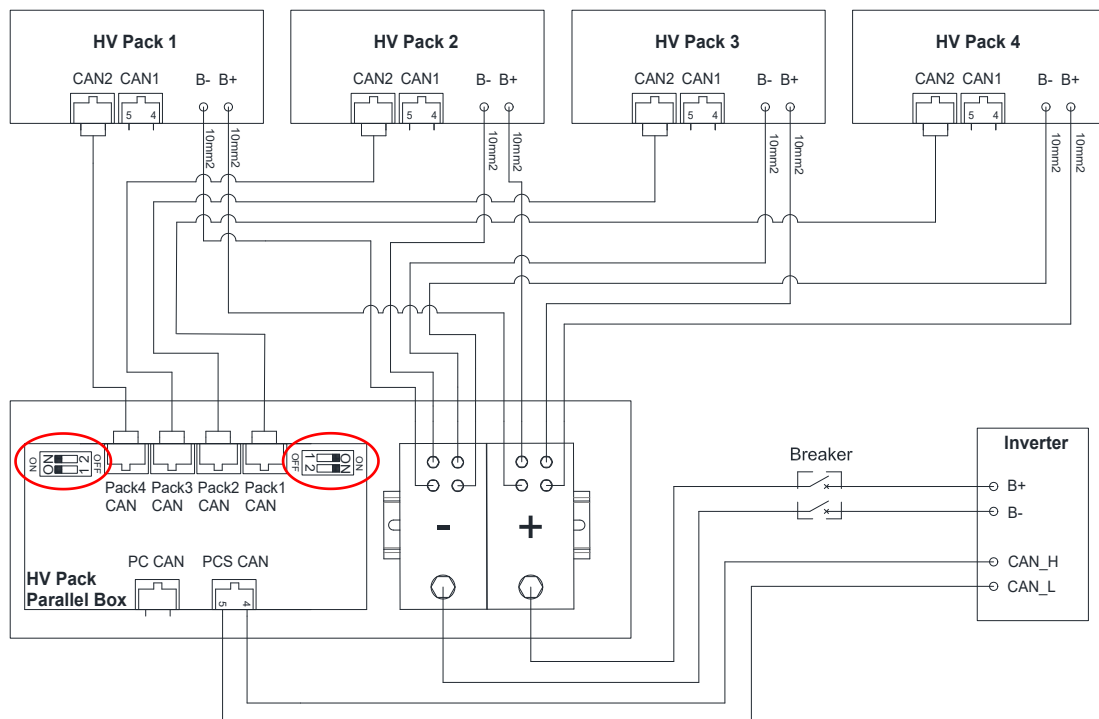 HV Pack 1
HV Pack 2
HV Pack 3
HV Pack 4
CAN2 CAN1 B- B+
CAN2 CAN1 B- B+
CAN2 CAN1 B- B+
CAN2 CAN1 B- B+
5 4
5 4
5 4
5 4
10mm2 10mm2
10mm2 10mm2
10mm2 10mm2
10mm2 10mm2
ON
ON
1 2
OFF
OFF
1 2
ON
ON
Pack4 CAN
Pack3 CAN
Pack2 CAN
Pack1 CAN
- +
PC CAN
PCS CAN
5 4
HV Pack
Parallel Box
Breaker
Inverter
B+
B-
CAN_H
CAN_L